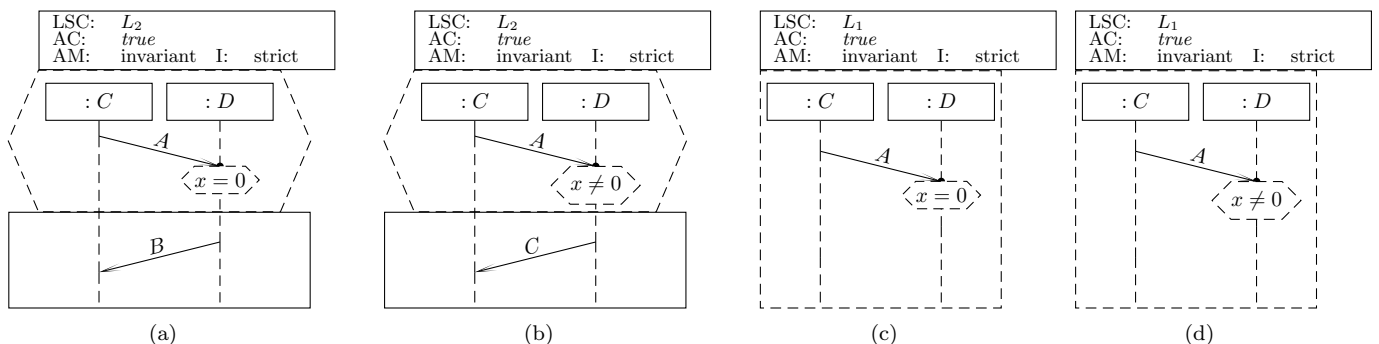 LSC: L₂
AC: true
AM: invariant I: strict
: C : D
A
x = 0
B
(a)
LSC: L₂
AC: true
AM: invariant I: strict
: C : D
A
x ≠ 0
C
(b)
LSC: L₁
AC: true
AM: invariant I: strict
: C : D
A
x = 0
(c)
LSC: L₁
AC: true
AM: invariant I: strict
: C : D
A
x ≠ 0
(d)